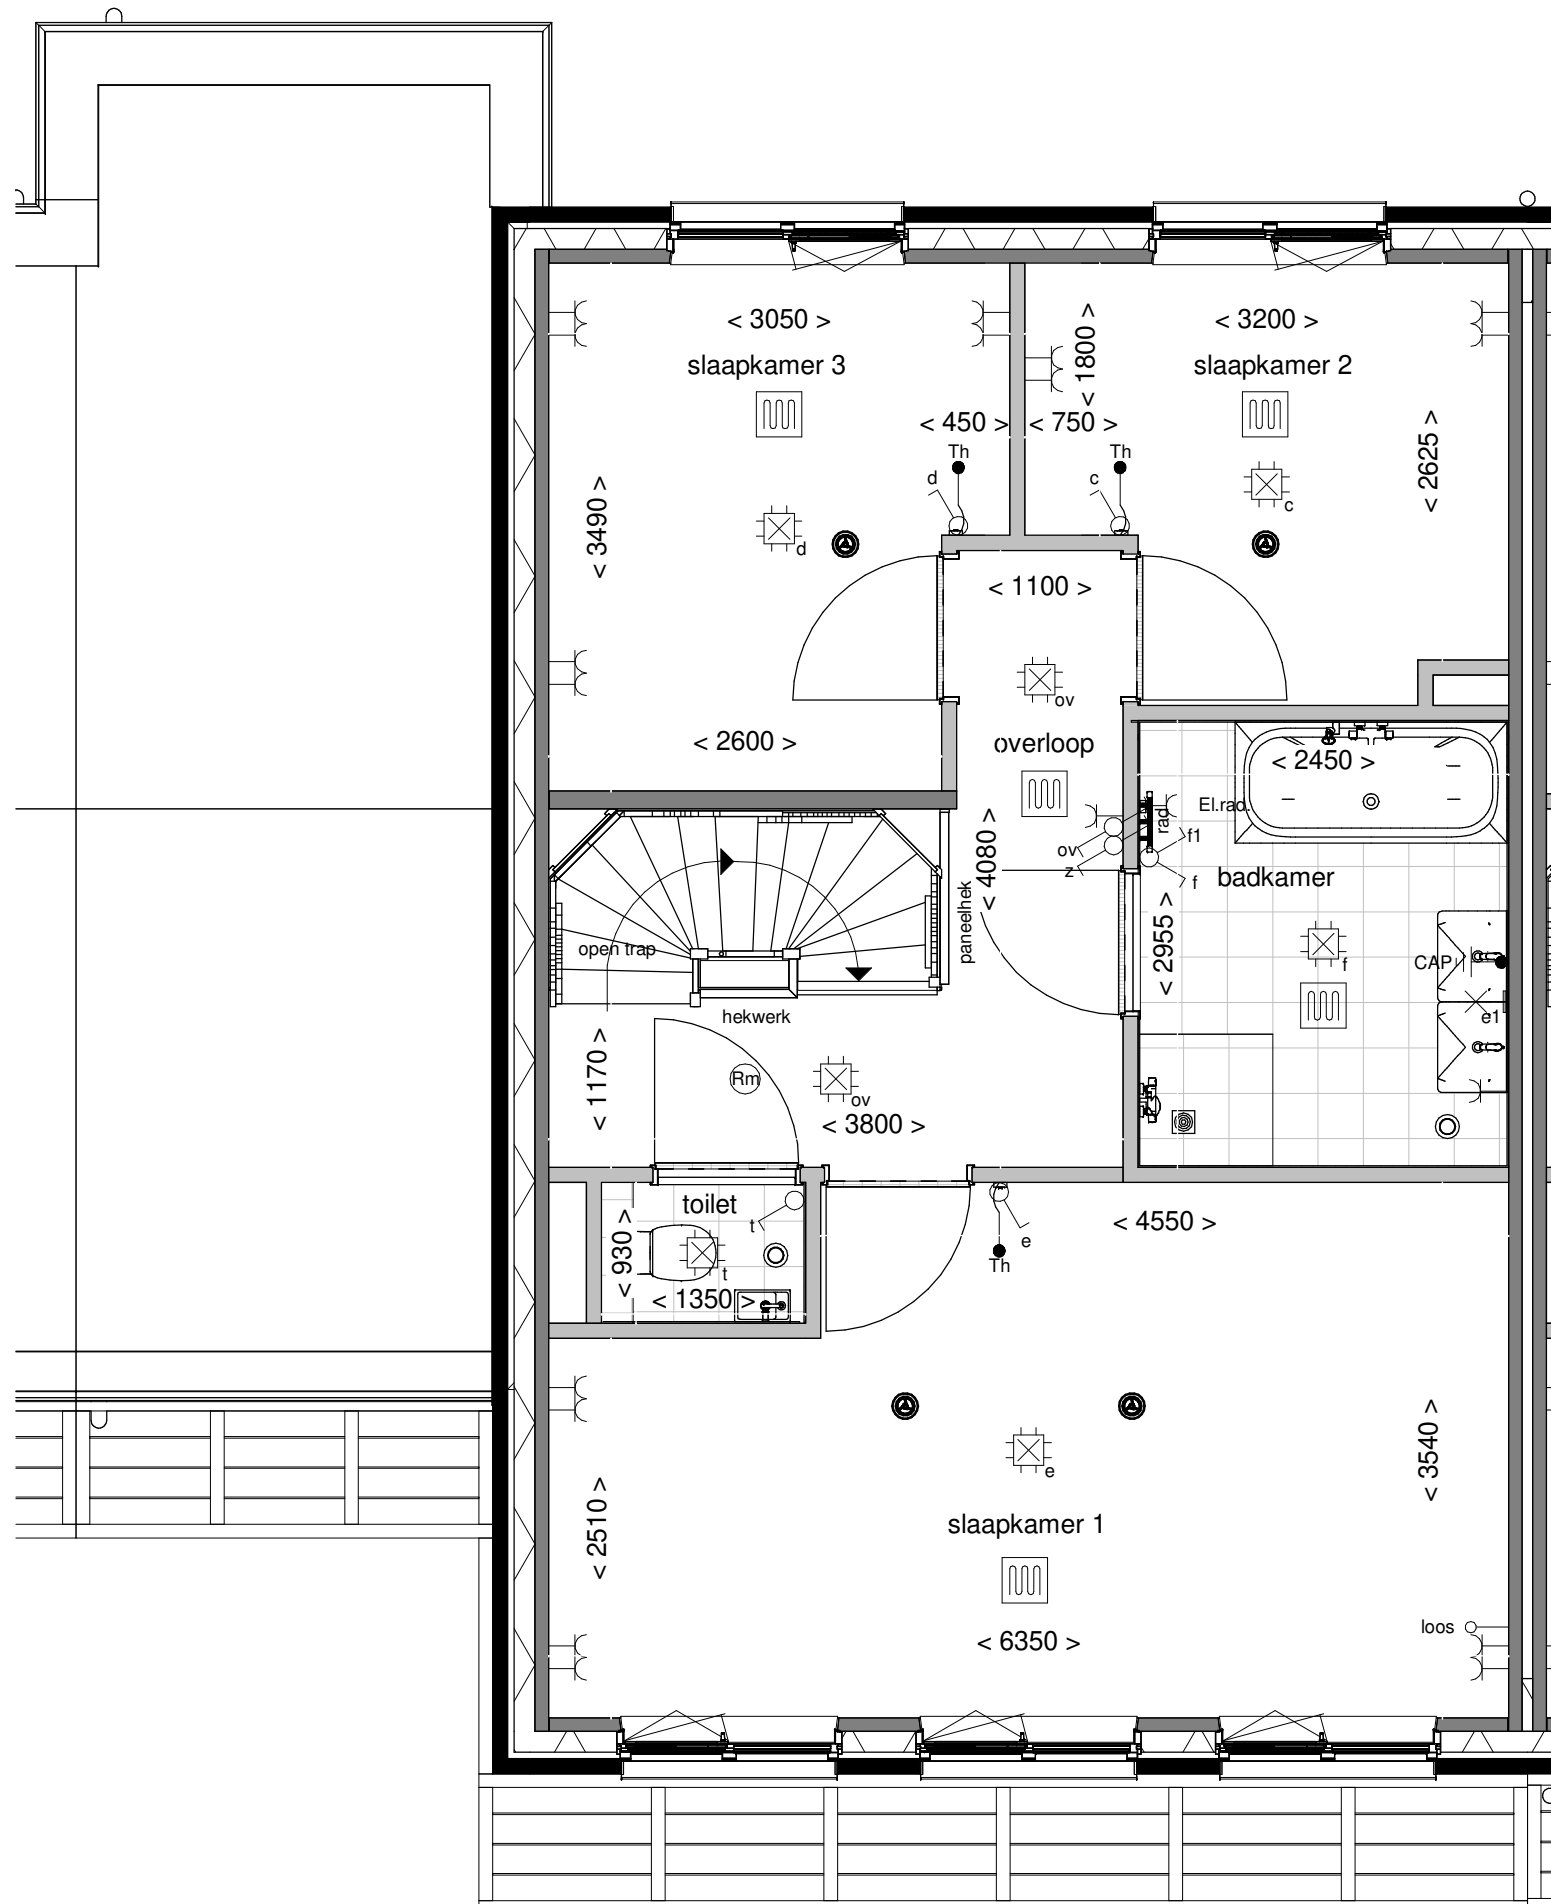 < 3050 >
slaapkamer 3
< 3200 >
slaapkamer 2
< 1800 >
< 450 >
< 750 >
Th
Th
d
c
< 2625 >
< 3490 >
d
c
< 1100 >
ov
< 2600 >
overloop
< 2450 >
El.rad.
rad
f1
ov
z
f
< 4080 >
badkamer
paneelhek
< 2955 >
open trap
f
CAP
e1
hekwerk
< 1170 >
Rm
ov
< 3800 >
toilet
t
< 930 >
t
< 1350 >
e
Th
< 4550 >
e
< 3540 >
< 2510 >
slaapkamer 1
loos
< 6350 >